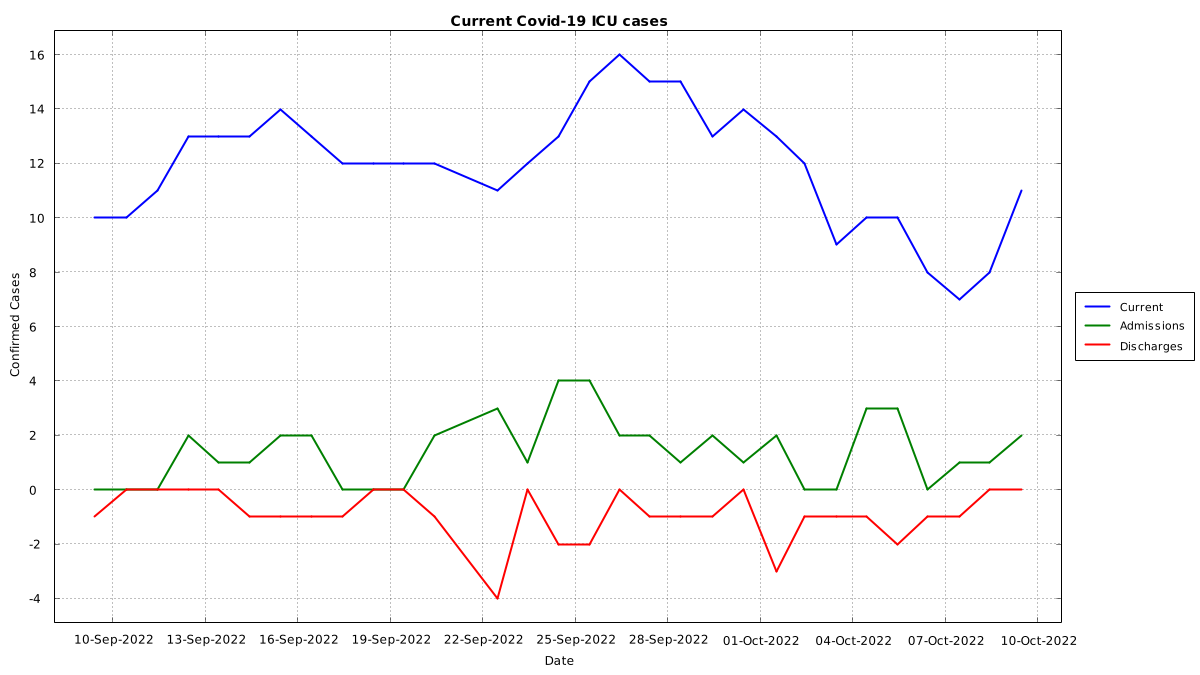 Current Covid-19 ICU cases
Confirmed Cases
16
14
12
10
8
6
4
2
0
-2
-4
10-Sep-2022 13-Sep-2022 16-Sep-2022 19-Sep-2022 22-Sep-2022 25-Sep-2022 28-Sep-2022 01-Oct-2022 04-Oct-2022 07-Oct-2022 10-Oct-2022
Date
Current
Admissions
Discharges